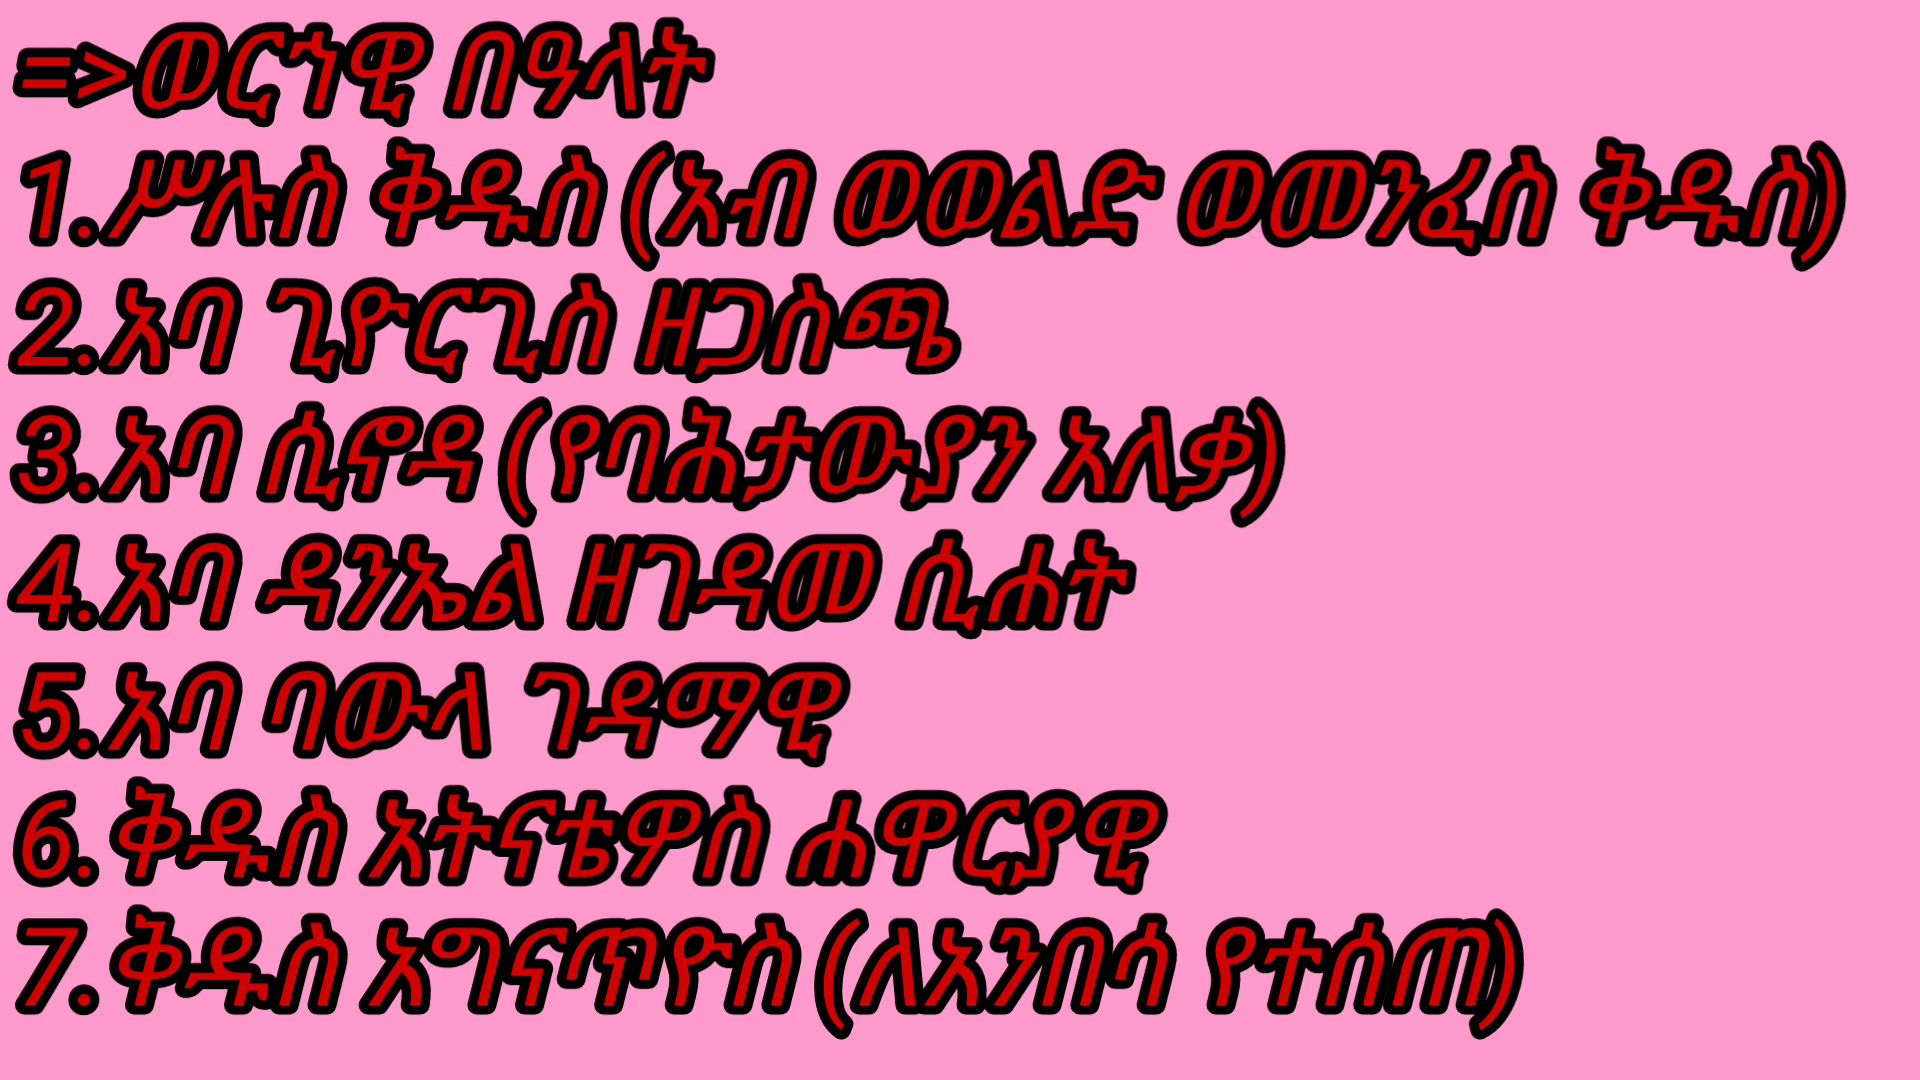 =>ወርኀዊ በዓላት
1.ሥሉስ ቅዱስ (አብ ወወልድ ወመንፈስ ቅዱስ)
2.አባ ጊዮርጊስ ዘጋስጫ
3.አባ ሲኖዳ (የባሕታውያን አለቃ)
4.አባ ዳንኤል ዘገዳመ ሲሐት
5.አባ ባውላ ገዳማዊ
6.ቅዱስ አትናቴዎስ ሐዋርያዊ
7.ቅዱስ አግናጥዮስ (ለአንበሳ የተሰጠ)